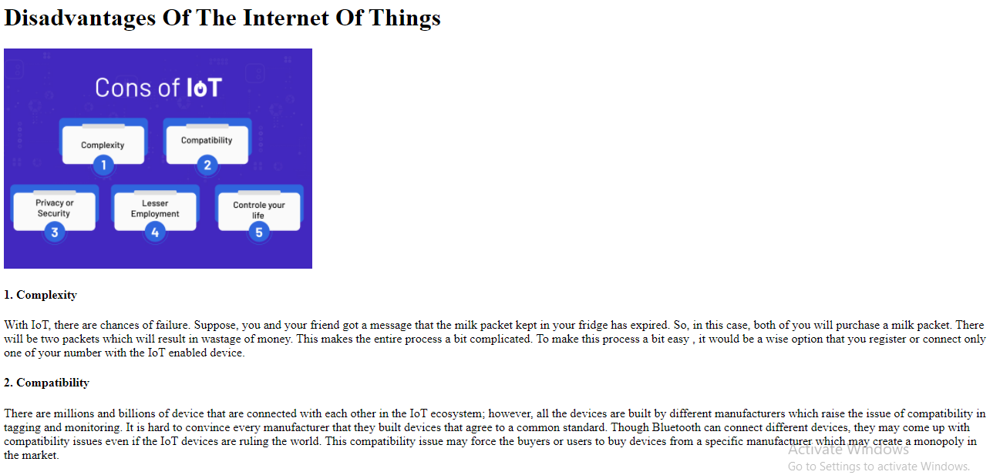 Disadvantages Of The Internet Of Things
Cons of IoT
Complexity
1
Compatibility
2
Privacy or
Security
3
Lesser
Employment
4
Controle your
life
5
1. Complexity
With IoT, there are chances of failure. Suppose, you and your friend got a message that the milk packet kept in your fridge has expired. So, in this case, both of you will purchase a milk packet. There
will be two packets which will result in wastage of money. This makes the entire process a bit complicated. To make this process a bit easy , it would be a wise option that you register or connect only
one of your number with the IoT enabled device.
2. Compatibility
There are millions and billions of device that are connected with each other in the IoT ecosystem; however, all the devices are built by different manufacturers which raise the issue of compatibility in
tagging and monitoring. It is hard to convince every manufacturer that they built devices that agree to a common standard. Though Bluetooth can connect different devices, they may come up with
compatibility issues even if the IoT devices are ruling the world. This compatibility issue may force the buyers or users to buy devices from a specific manufacturer which may create a monopoly in
the market.
Activate Windows
Go to Settings to activate Windows.